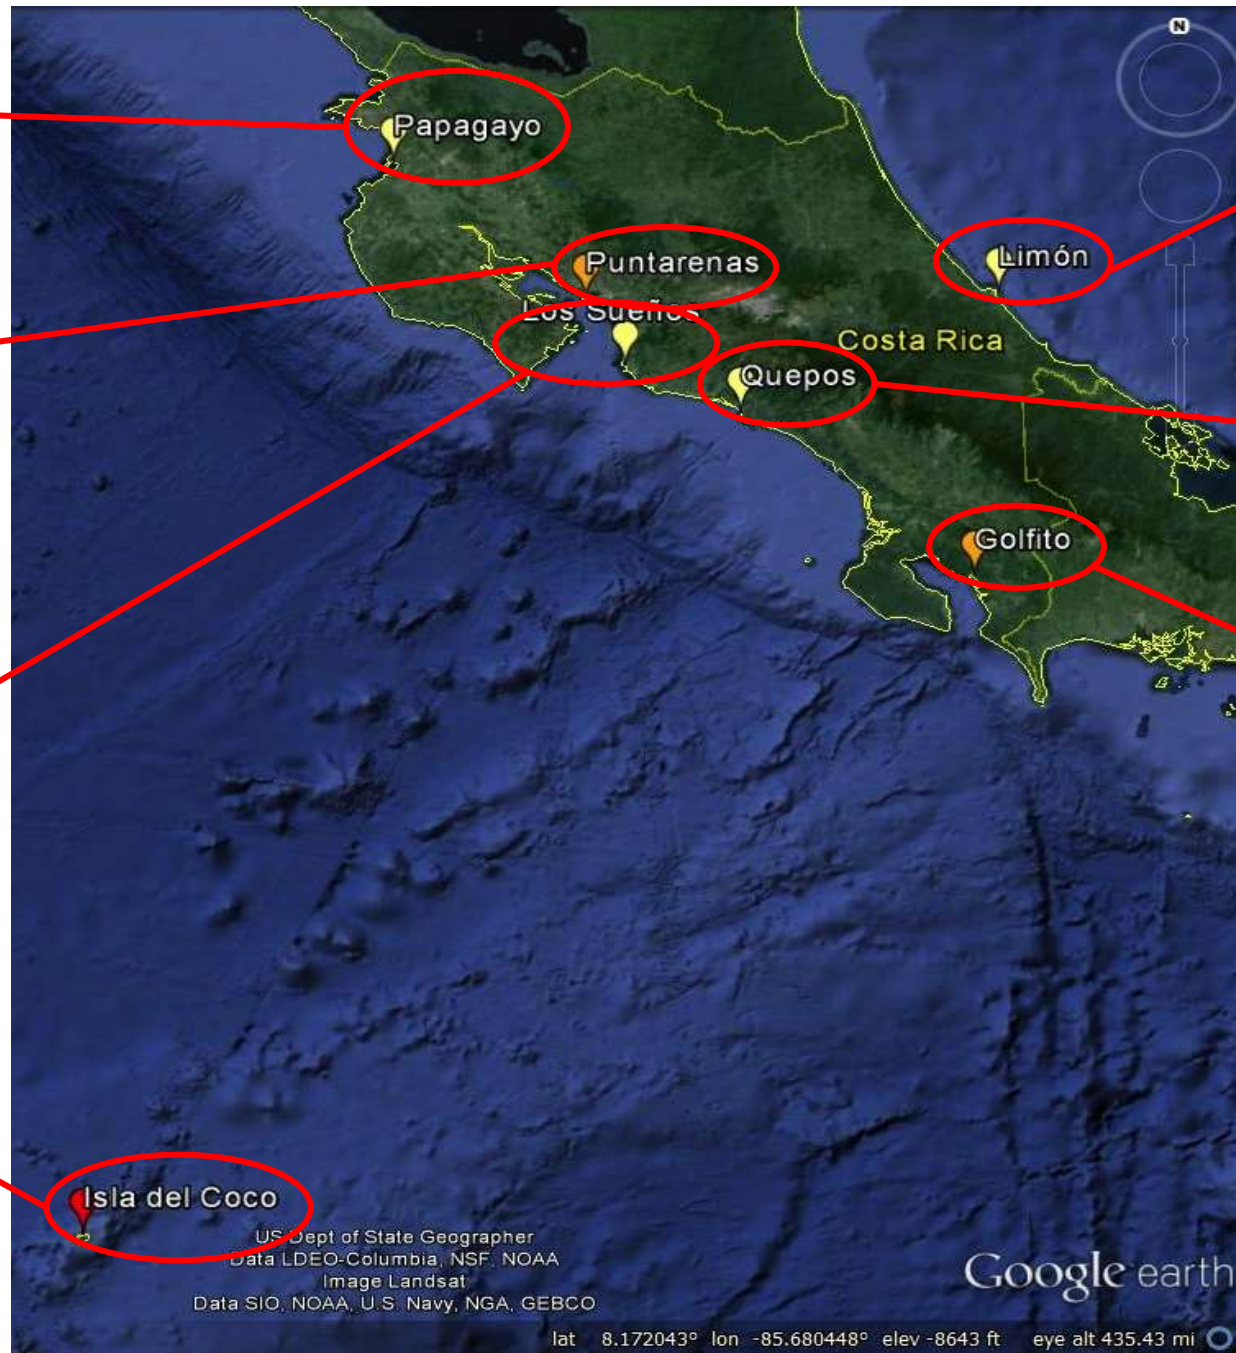 N
Papagayo
Puntarenas
Limón
Los Sueños
Costa Rica
Quepos
Golfito
Isla del Coco
US Dept of State Geographer
Data LDEO-Columbia, NSF, NOAA
Image Landsat
Data SIO, NOAA, U.S. Navy, NGA, GEBCO
Google earth
lat 8.172043° lon -85.680448° elev -8643 ft eye alt 435.43 mi